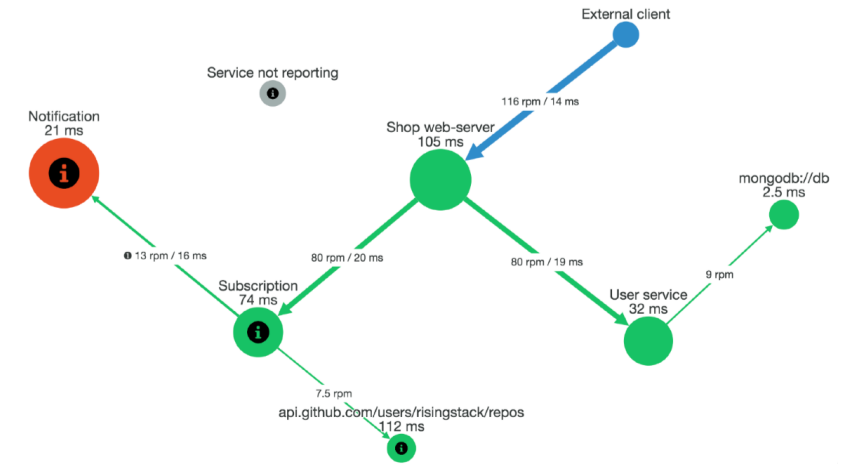 External client
116 rpm / 14 ms
Service not reporting
Notification
21 ms
Shop web-server
105 ms
mongodb://db
2.5 ms
13 rpm / 16 ms
80 rpm / 20 ms
80 rpm / 19 ms
9 rpm
Subscription
74 ms
User service
32 ms
7.5 rpm
api.github.com/users/risingstack/repos
112 ms